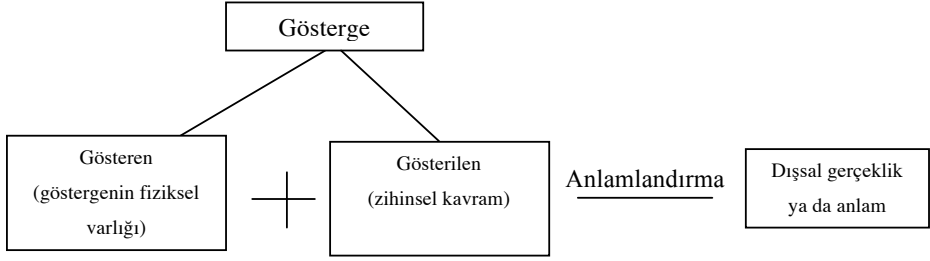 Gösterge
Gösteren
(göstergenin fiziksel
varlığı)
Gösterilen
(zihinsel kavram)
Anlamlandırma
Dışsal gerçeklik
ya da anlam